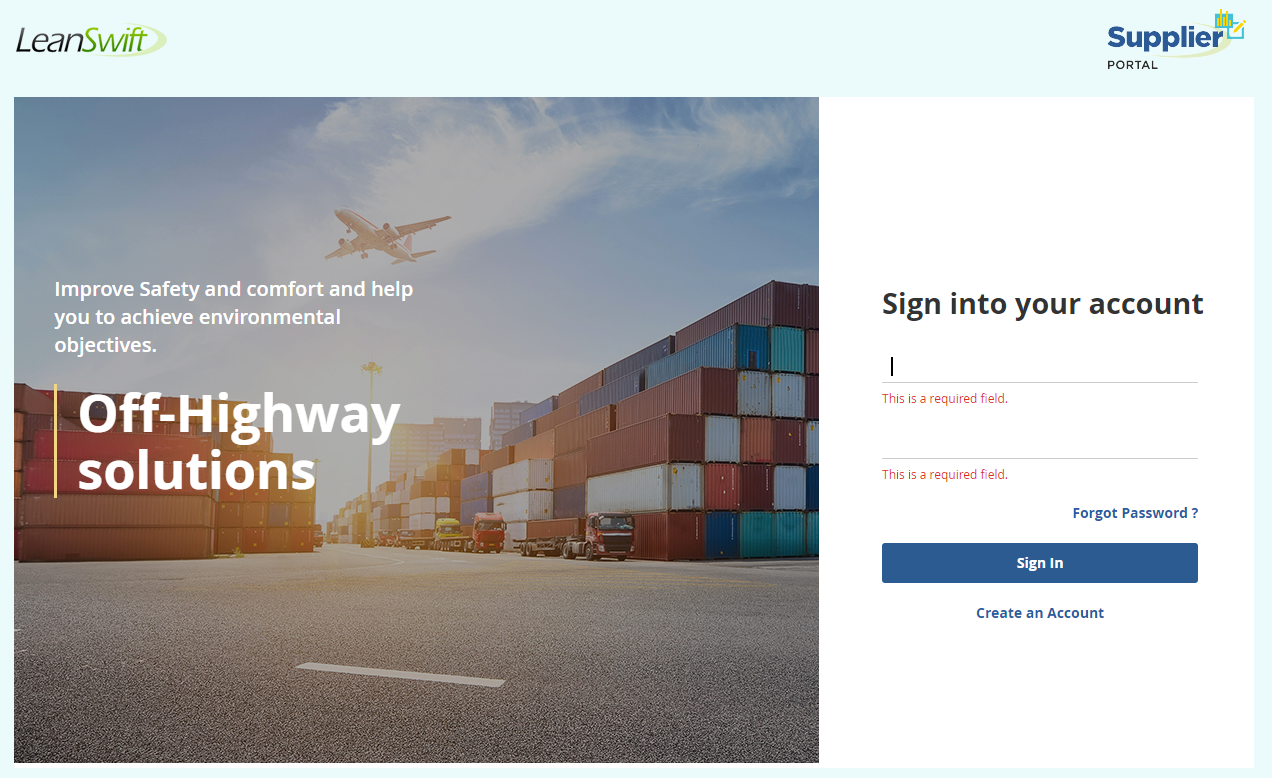 LeanSwift
Supplier
PORTAL
Improve Safety and comfort and help
you to achieve environmental
objectives.
Off-Highway
solutions
Sign into your account
This is a required field.
This is a required field.
Forgot Password ?
Sign In
Create an Account